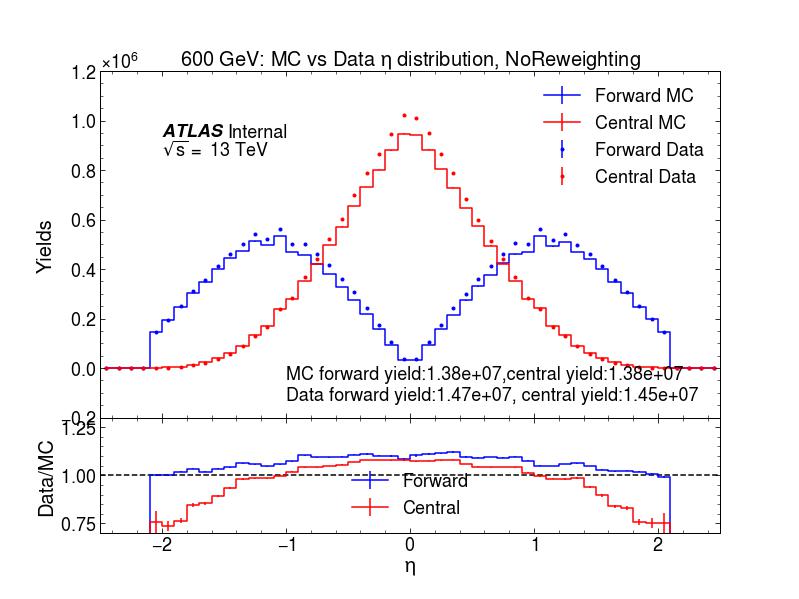 ×10⁶
600 GeV: MC vs Data η distribution, NoReweighting
1.2
1.0
0.8
0.6
0.4
0.2
0.0
0.2
Yields
ATLAS Internal
√s = 13 TeV
Forward MC
Central MC
Forward Data
Central Data
MC forward yield:1.38e+07,central yield:1.38e+07
Data forward yield:1.47e+07, central yield:1.45e+07
1.25
1.00
0.75
Data/MC
Forward
Central
−2 −1 0 1 2
η